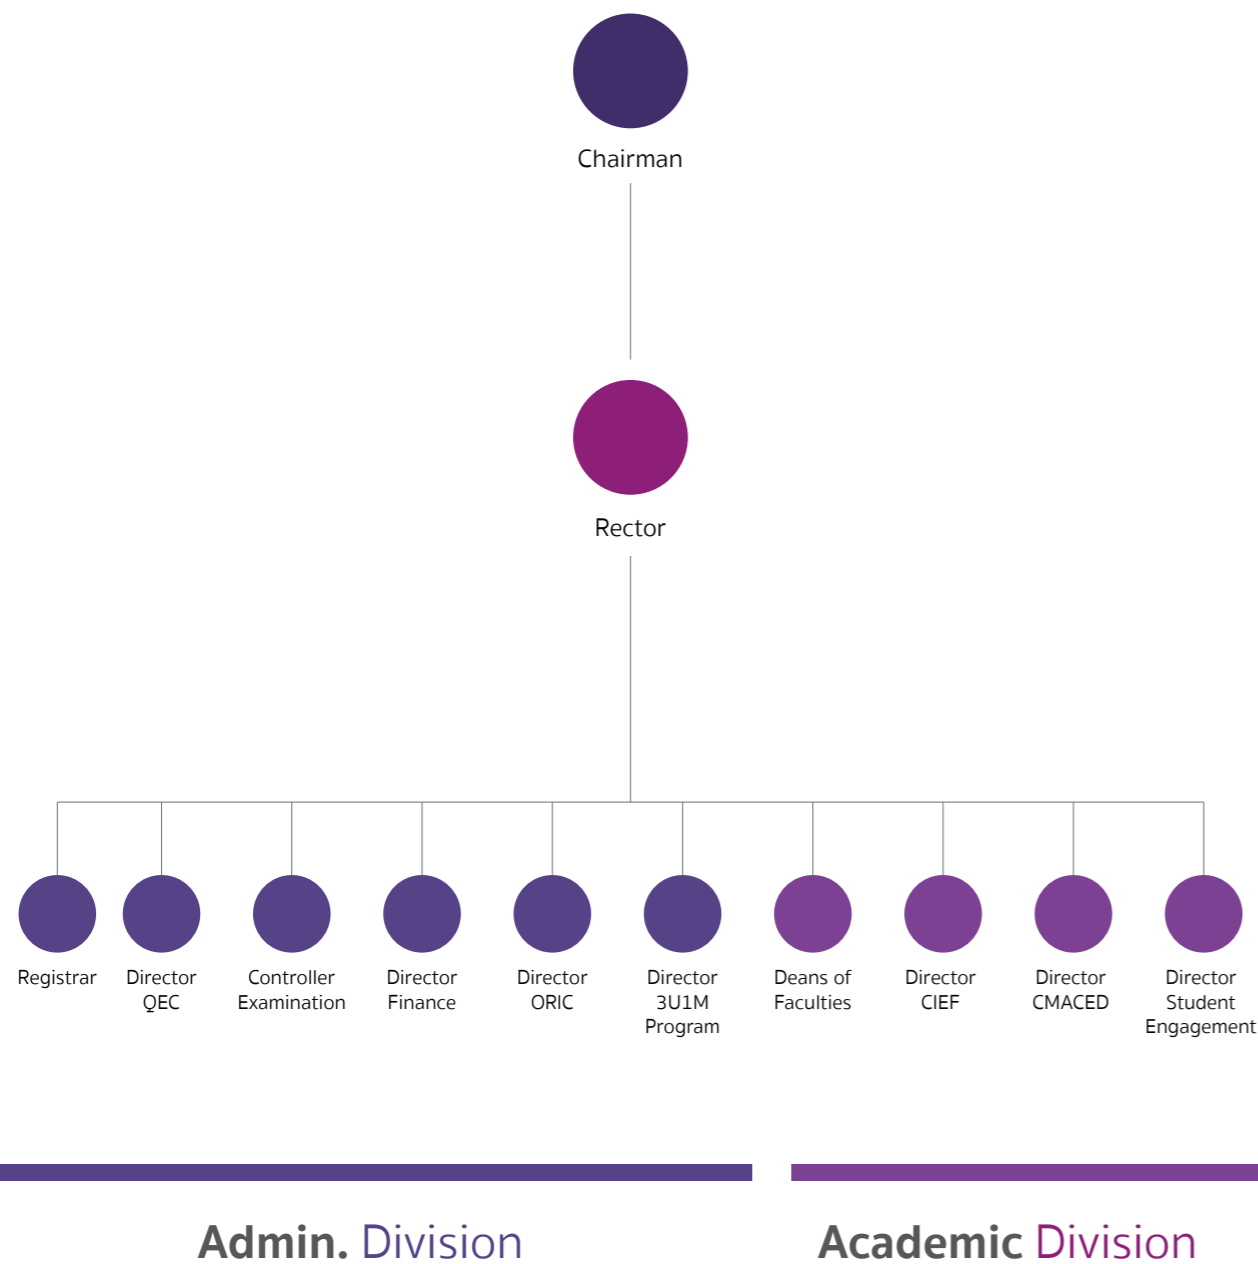 Chairman
Rector
Registrar
Director
QEC
Controller
Examination
Director
Finance
Director
ORIC
Director
3U1M
Program
Deans of
Faculties
Director
CIEF
Director
CMACED
Director
Student
Engagement
Admin. Division
Academic Division